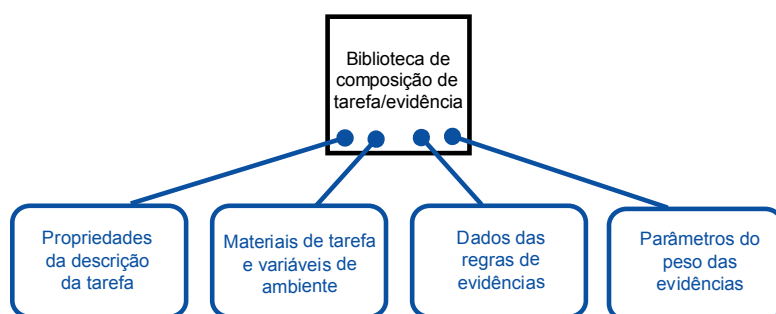 Biblioteca de
composição de
tarefa/evidência
Propriedades
da descrição
da tarefa
Materiais de tarefa
e variáveis de
ambiente
Dados das
regras de
evidências
Parâmetros do
peso das
evidências